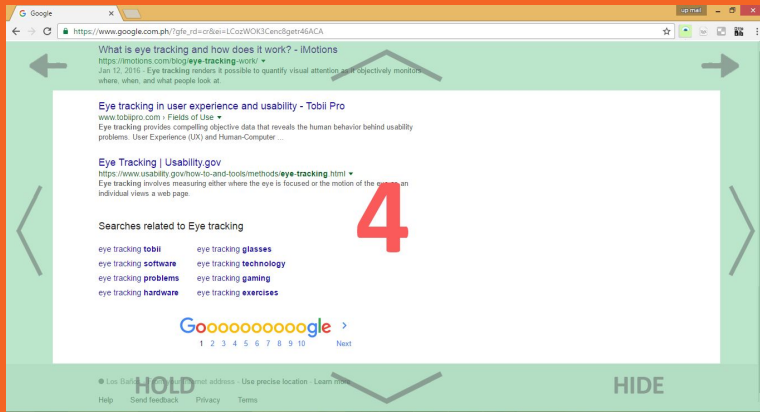 Google
up mail
https://www.google.com.ph/?gfe_rd=cr&ei=LCozWOK3Cenc8getr46ACA
What is eye tracking and how does it work? - iMotions
https://imotions.com/blog/eye-tracking-work/
Jan 12, 2016 - Eye tracking renders it possible to quantify visual attention as it objectively monitors
where, when, and what people look at.
Eye tracking in user experience and usability - Tobii Pro
www.tobiipro.com › Fields of Use
Eye tracking provides compelling objective data that reveals the human behavior behind usability
problems. User Experience (UX) and Human-Computer ...
Eye Tracking | Usability.gov
https://www.usability.gov/how-to-and-tools/methods/eye-tracking.html
Eye tracking involves measuring either where the eye is focused or the motion of the eye as an
individual views a web page.
4
Searches related to Eye tracking
eye tracking tobii eye tracking glasses
eye tracking software eye tracking technology
eye tracking problems eye tracking gaming
eye tracking hardware eye tracking exercises
Goooooooooogle >
1 2 3 4 5 6 7 8 9 10 Next
Los Baños your Internet address - Use precise location - Learn more
HOLD HIDE
Help Send feedback Privacy Terms